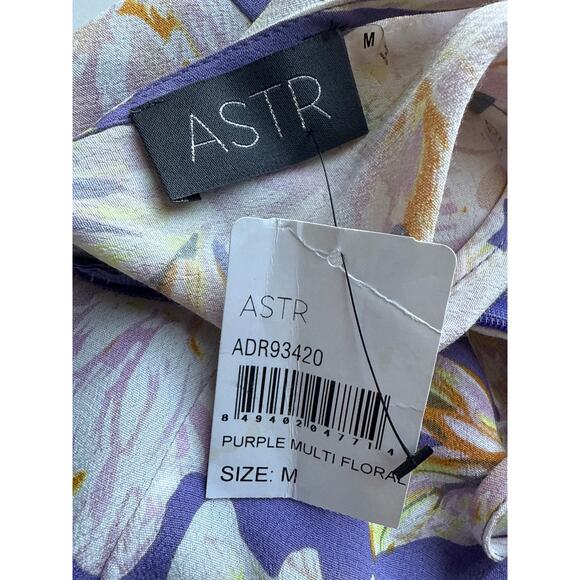 M
ASTR
ASTR
ADR93420
849402047714
PURPLE MULTI FLORAL
SIZE: M